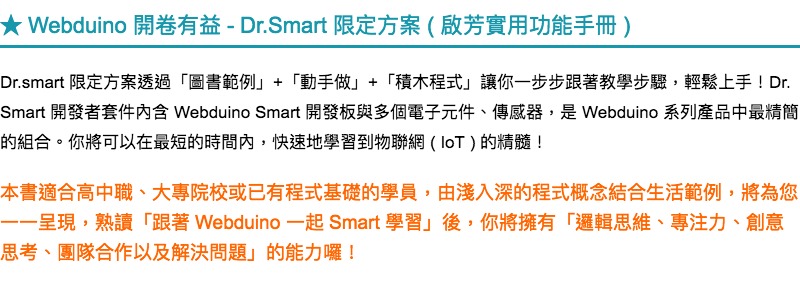 ★ Webduino 開卷有益 - Dr.Smart 限定方案 ( 啟芳實用功能手冊 )
Dr.smart 限定方案透過「圖書範例」+「動手做」+「積木程式」讓你一步步跟著教學步驟，輕鬆上手！Dr.
Smart 開發者套件內含 Webduino Smart 開發板與多個電子元件、傳感器，是 Webduino 系列產品中最精簡
的組合。你將可以在最短的時間內，快速地學習到物聯網 ( IoT ) 的精髓！
本書適合高中職、大專院校或已有程式基礎的學員，由淺入深的程式概念結合生活範例，將為您
一一呈現，熟讀「跟著 Webduino 一起 Smart 學習」後，你將擁有「邏輯思維、專注力、創意
思考、團隊合作以及解決問題」的能力囉！